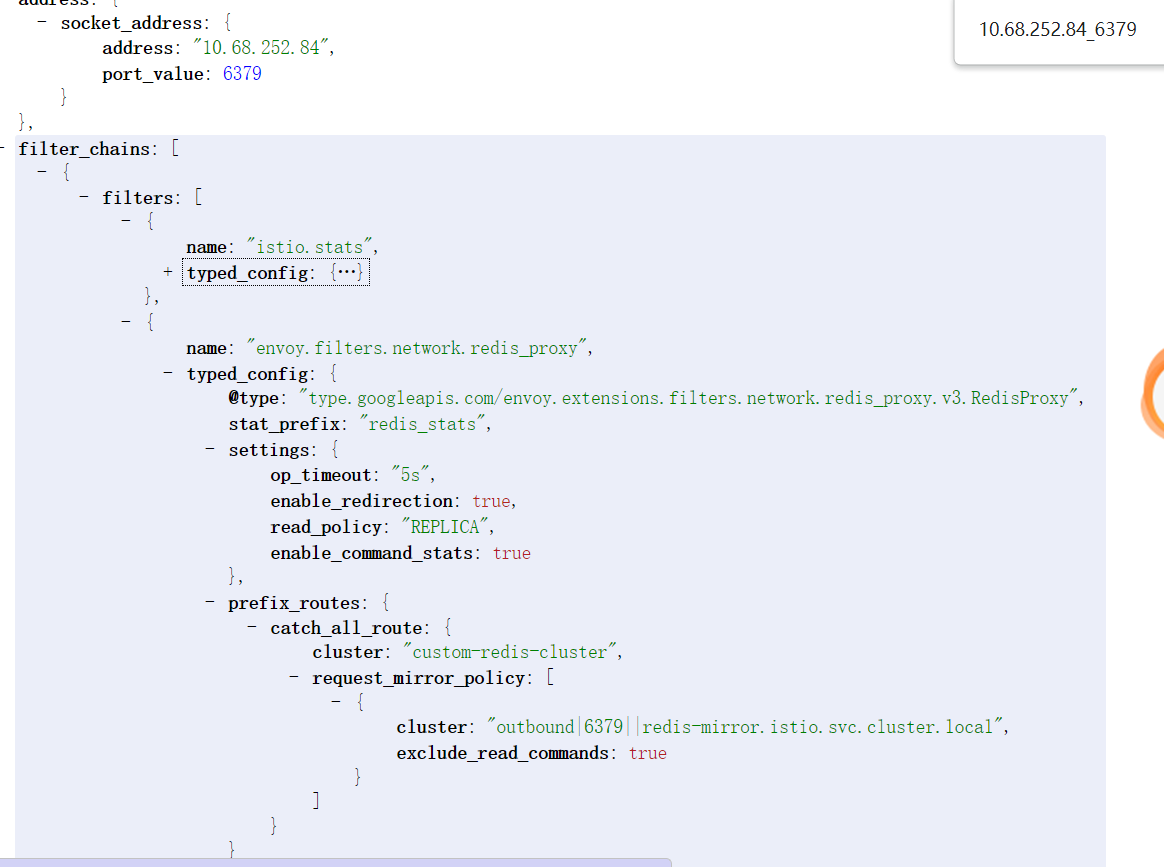 address: {
- socket_address: {
address: "10.68.252.84",
10.68.252.84_6379
port_value: 6379
}
},
- filter_chains: [
- {
- filters: [
- {
name: "istio.stats",
+ typed_config: {…}
},
- {
name: "envoy.filters.network.redis_proxy",
- typed_config: {
@type: "type.googleapis.com/envoy.extensions.filters.network.redis_proxy.v3.RedisProxy",
stat_prefix: "redis_stats",
- settings: {
op_timeout: "5s",
enable_redirection: true,
read_policy: "REPLICA",
enable_command_stats: true
},
- prefix_routes: {
- catch_all_route: {
cluster: "custom-redis-cluster",
- request_mirror_policy: [
- {
cluster: "outbound|6379||redis-mirror.istio.svc.cluster.local",
exclude_read_commands: true
}
]
}
}